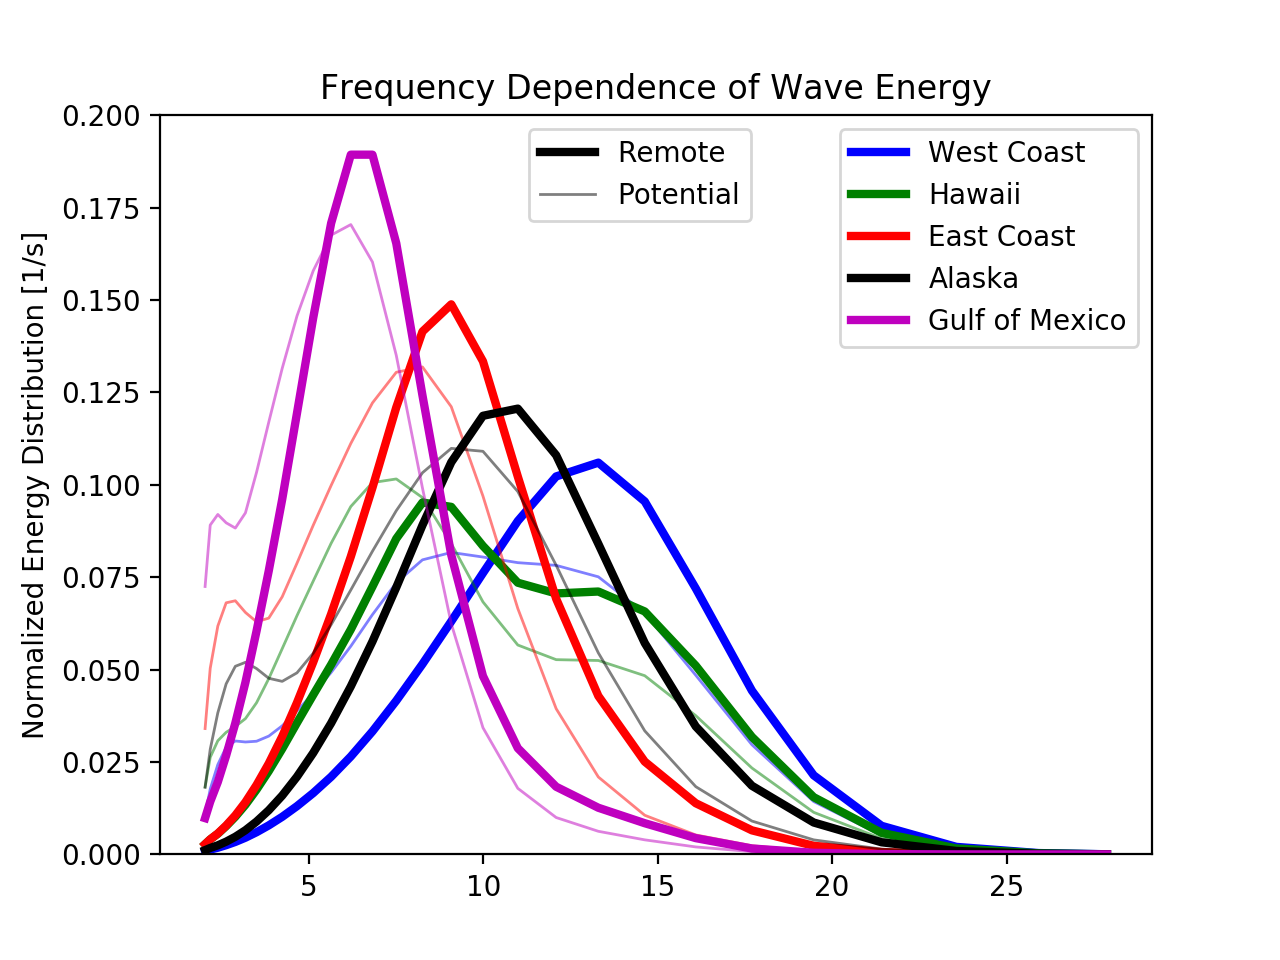 Frequency Dependence of Wave Energy
Normalized Energy Distribution [1/s]
0.200
0.175
0.150
0.125
0.100
0.075
0.050
0.025
0.000
Remote
Potential
West Coast
Hawaii
East Coast
Alaska
Gulf of Mexico
5 10 15 20 25